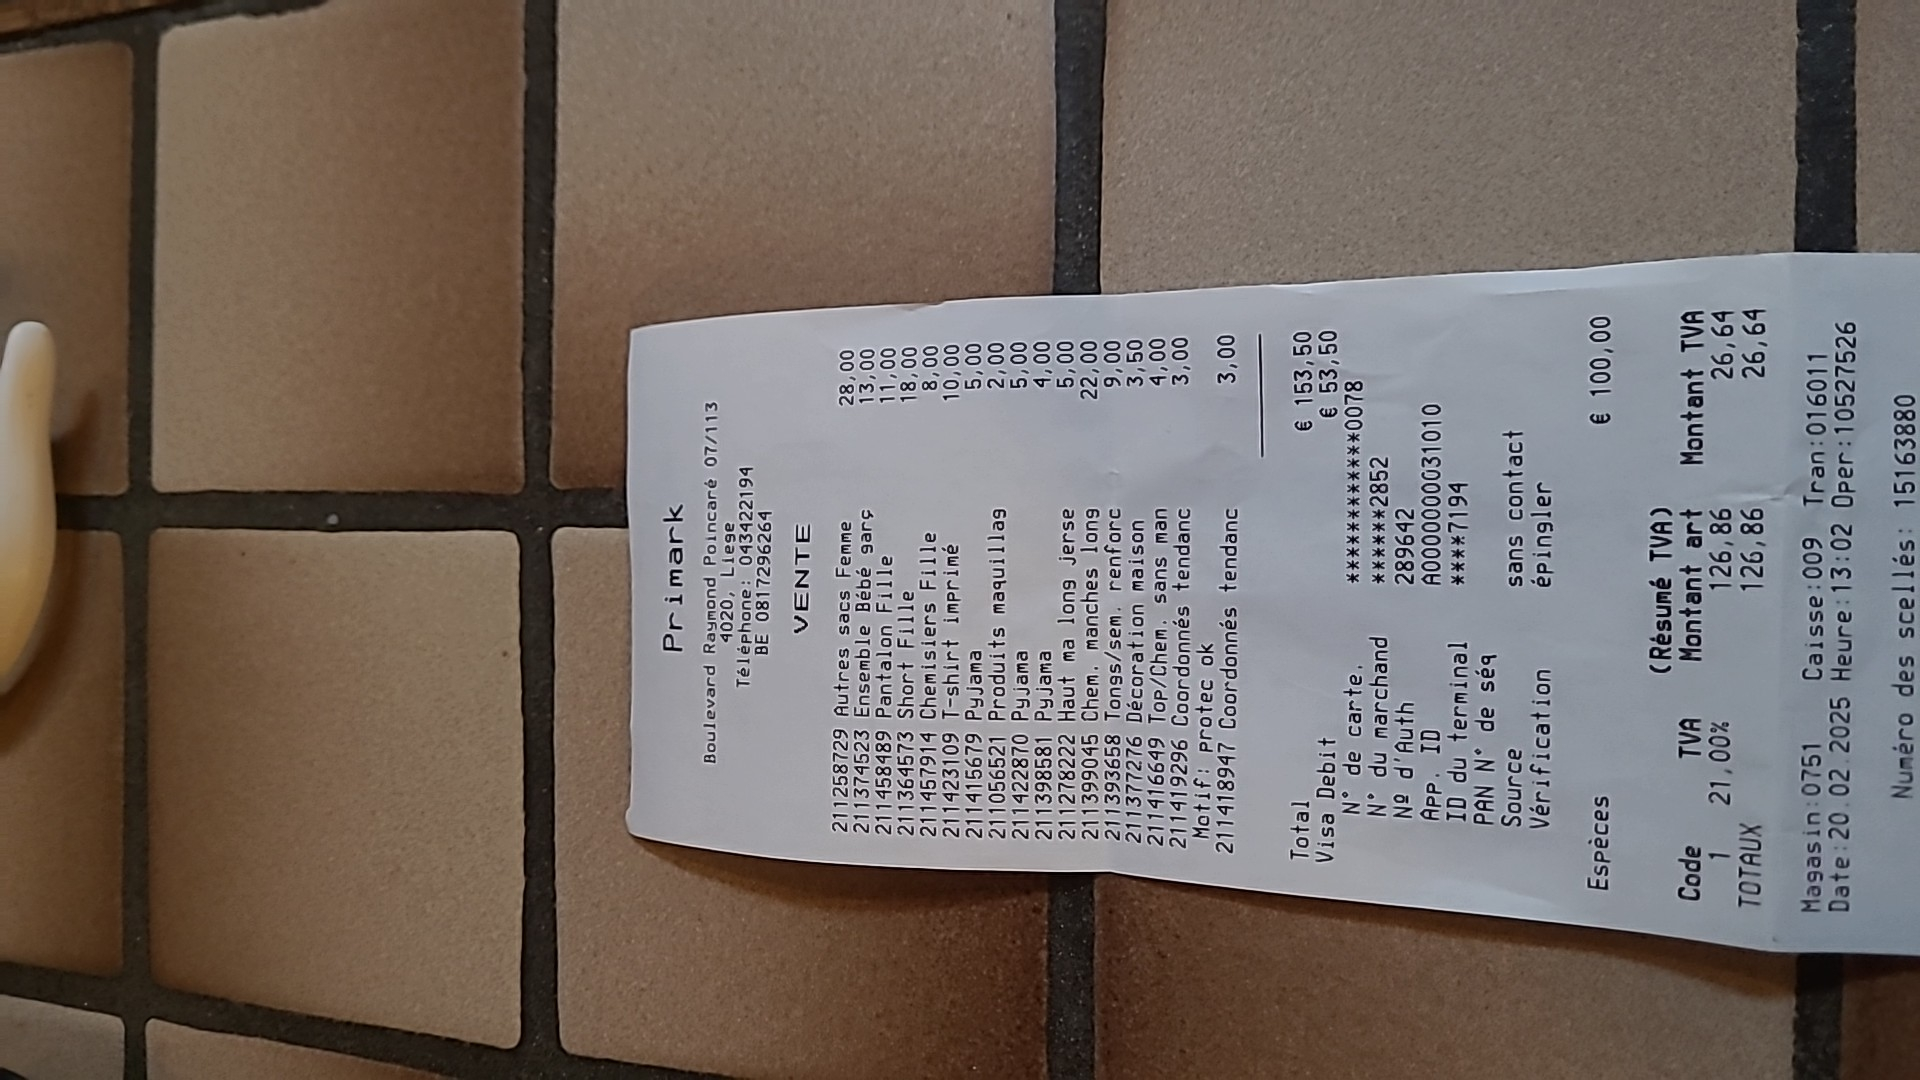 Primark
Boulevard Raymond Poincaré 07/113
4020, Liege
Téléphone: 043422194
BE 0817296264
VENTE
211258729 Autres sacs Femme 28,00
211374523 Ensemble Bébé garç 13,00
211458489 Pantalon Fille 11,00
211364573 Short Fille 18,00
211457914 Chemisiers Fille 8,00
211423109 T-shirt imprimé 10,00
211415679 Pyjama 5,00
211056521 Produits maquillag 2,00
211422870 Pyjama 5,00
211398581 Pyjama 4,00
211278222 Haut ma long jerse 5,00
211399045 Chem. manches long 22,00
211393658 Tongs/sem. renforc 9,00
211377276 Décoration maison 3,50
211416649 Top/Chem. sans man 4,00
211419296 Coordonnés tendanc 3,00
Motif: Protec ok
211418947 Coordonnés tendanc 3,00
Total € 153,50
Visa Debit € 53,50
N° de carte. ************0078
N° du marchand ******2852
Nº d'Auth 289642
App. ID A0000000031010
ID du terminal ****7194
PAN N° de séq
Source sans contact
Vérification épingler
Espèces € 100,00
(Résumé TVA)
Code TVA Montant art Montant TVA
1 21,00% 126,86 26,64
TOTAUX 126,86 26,64
Magasin:0751 Caisse:009 Tran:016011
Date:20.02.2025 Heure:13:02 Oper:10527526
Numéro des scellés: 15163880